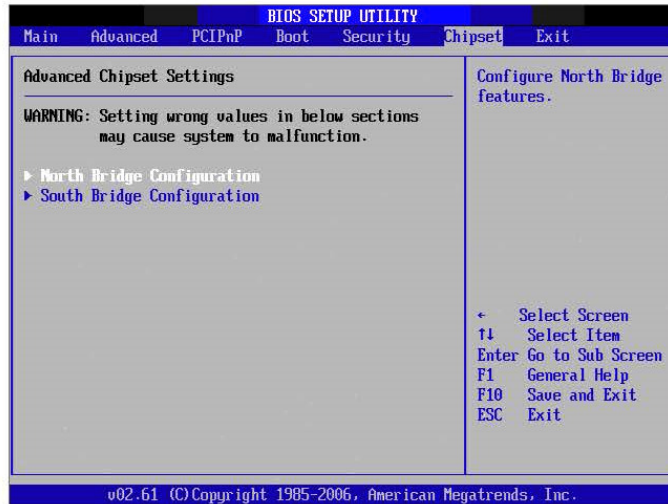 BIOS SETUP UTILITY
Main Advanced PCIPnP Boot Security Chipset Exit
Advanced Chipset Settings
WARNING: Setting wrong values in below sections
may cause system to malfunction.
▶ North Bridge Configuration
▶ South Bridge Configuration
Configure North Bridge
features.
← Select Screen
↑↓ Select Item
Enter Go to Sub Screen
F1 General Help
F10 Save and Exit
ESC Exit
v02.61 (C)Copyright 1985-2006, American Megatrends, Inc.